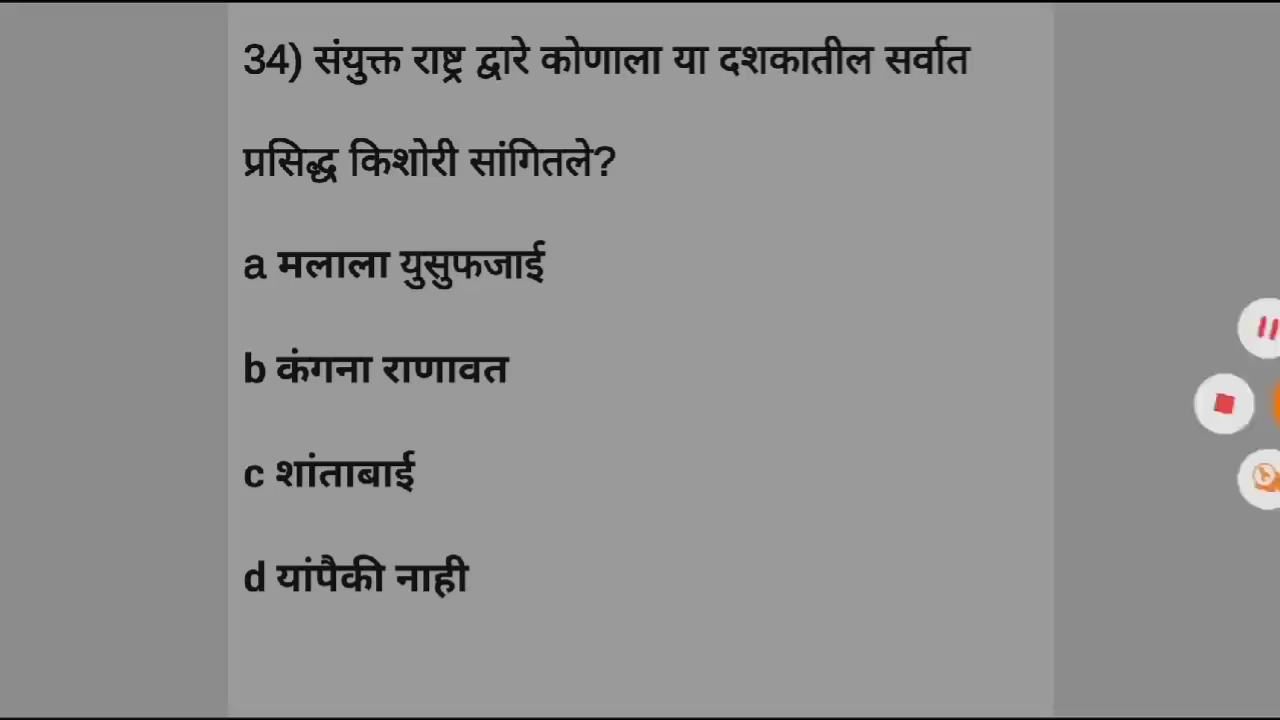 34) संयुक्त राष्ट्र द्वारे कोणाला या दशकातील सर्वात
प्रसिद्ध किशोरी सांगितले?
a मलाला युसुफजाई
b कंगना राणावत
c शांताबाई
d यांपैकी नाही